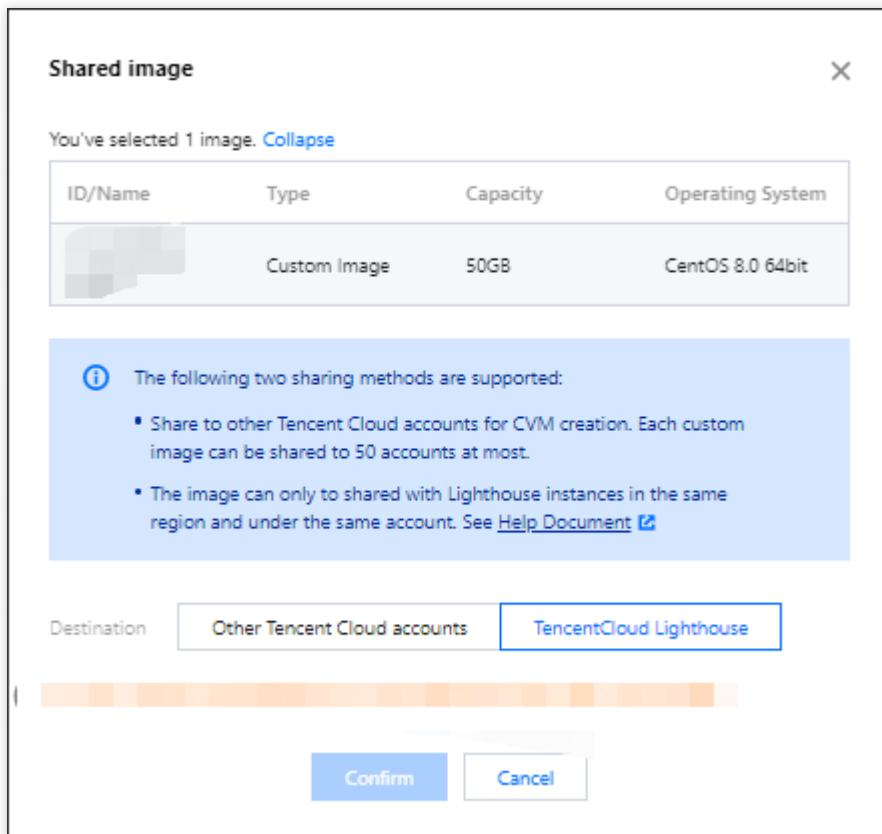 Shared image
You've selected 1 image. Collapse
ID/Name Type Capacity Operating System
Custom Image 50GB CentOS 8.0 64bit
The following two sharing methods are supported:
• Share to other Tencent Cloud accounts for CVM creation. Each custom
image can be shared to 50 accounts at most.
• The image can only to shared with Lighthouse instances in the same
region and under the same account. See Help Document
Destination Other Tencent Cloud accounts TencentCloud Lighthouse
Confirm Cancel